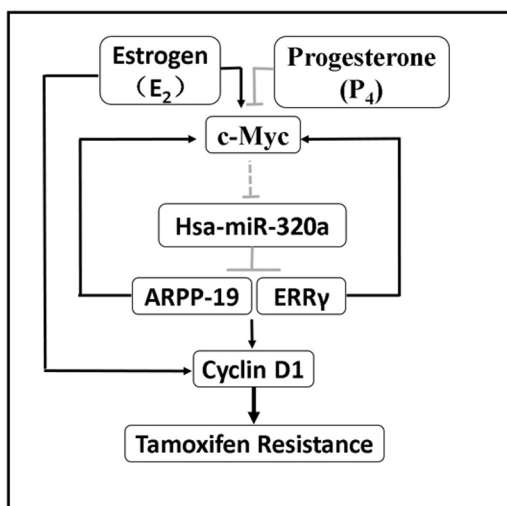 Estrogen
（E₂）
Progesterone
(P₄)
c-Myc
Hsa-miR-320a
ARPP-19
ERRγ
Cyclin D1
Tamoxifen Resistance